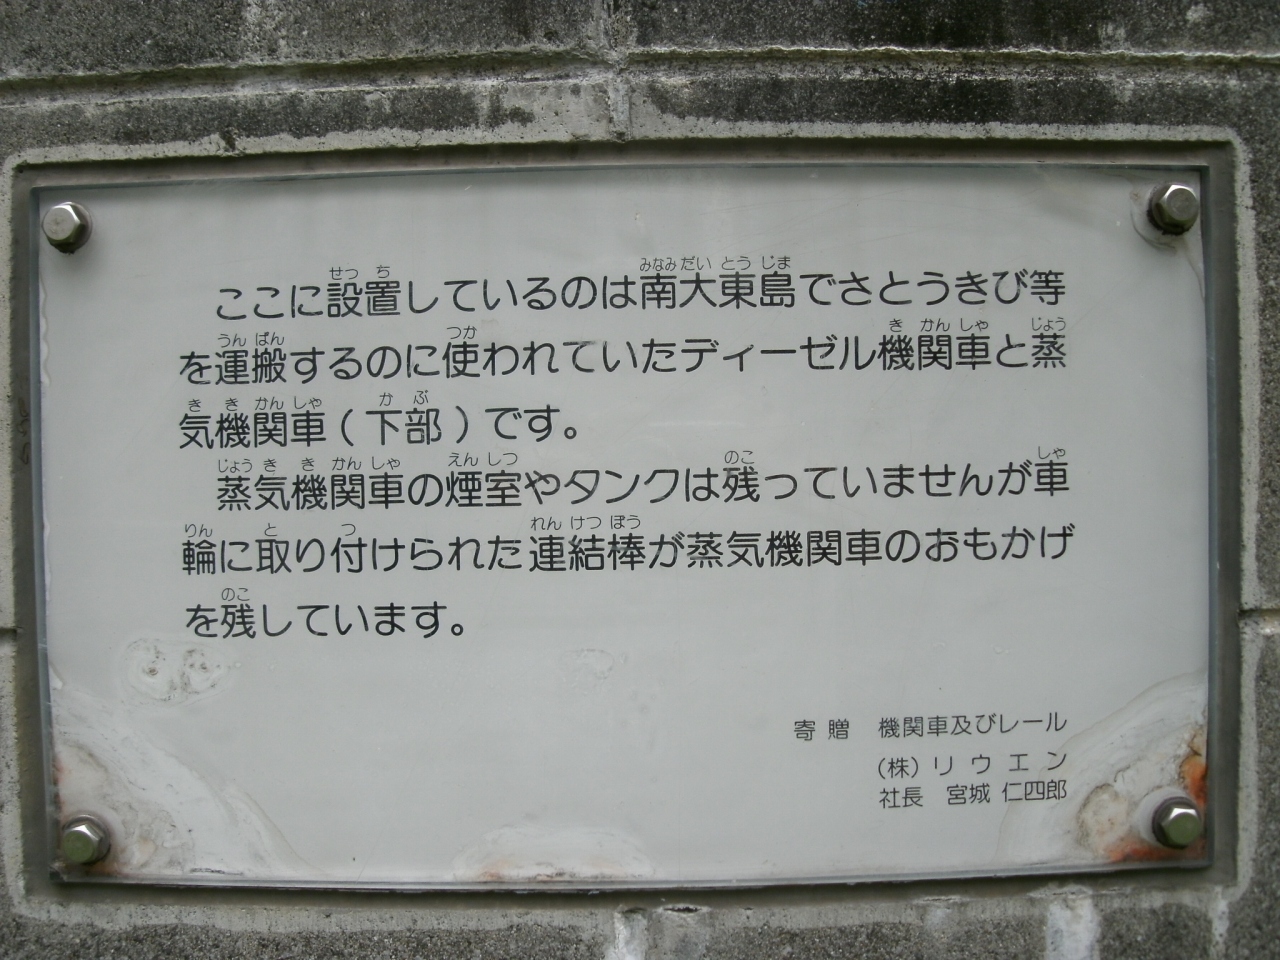 ここに設置しているのは南大東島でさとうきび等
を運搬するのに使われていたディーゼル機関車と蒸
気機関車(下部)です。
蒸気機関車の煙室やタンクは残っていませんが車
輪に取り付けられた連結棒が蒸気機関車のおもかげ
を残しています。
寄贈 機関車及びレール
(株)リウエン
社長 宮城 仁四郎